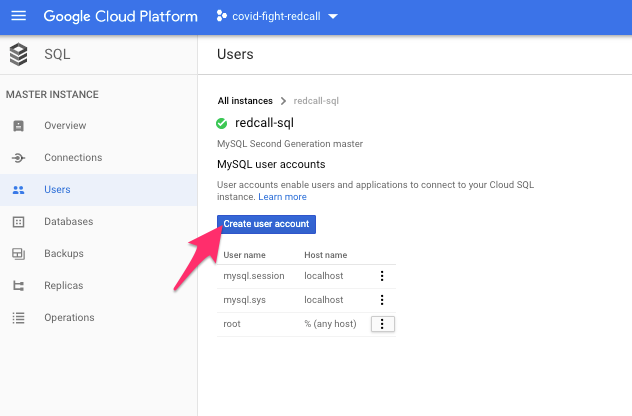 Google Cloud Platform covid-fight-redcall
SQL
Users
MASTER INSTANCE
Overview
Connections
Users
Databases
Backups
Replicas
Operations
All instances redcall-sql
redcall-sql
MySQL Second Generation master
MySQL user accounts
User accounts enable users and applications to connect to your Cloud SQL
instance. Learn more
Create user account
User name Host name
mysql.session localhost
mysql.sys localhost
root % (any host)